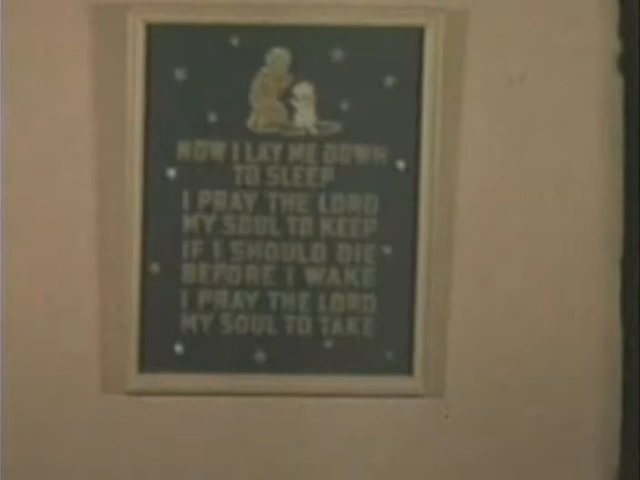 NOW I LAY ME DOWN
TO SLEEP
I PRAY THE LORD
MY SOUL TO KEEP
IF I SHOULD DIE
BEFORE I WAKE
I PRAY THE LORD
MY SOUL TO TAKE